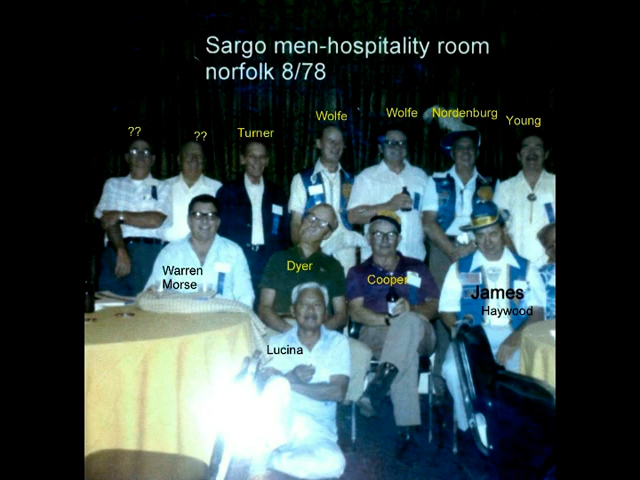 Sargo men-hospitality room
norfolk 8/78
?? ?? Turner Wolfe Wolfe Nordenburg Young
Warren
Morse
Dyer
Cooper
James
Haywood
Lucina